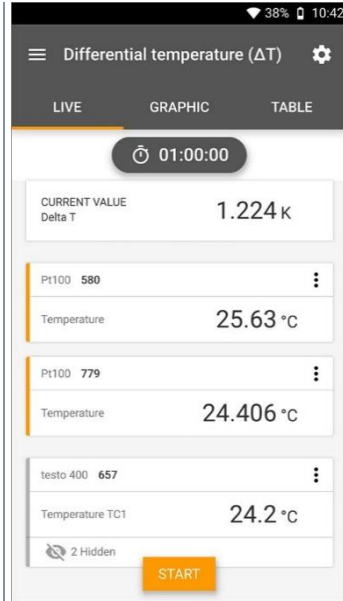 38% 10:42
Differential temperature (ΔT)
LIVE GRAPHIC TABLE
01:00:00
CURRENT VALUE
Delta T
1.224 K
Pt100 580
Temperature 25.63 °C
Pt100 779
Temperature 24.406 °C
testo 400 657
Temperature TC1 24.2 °C
2 Hidden
START